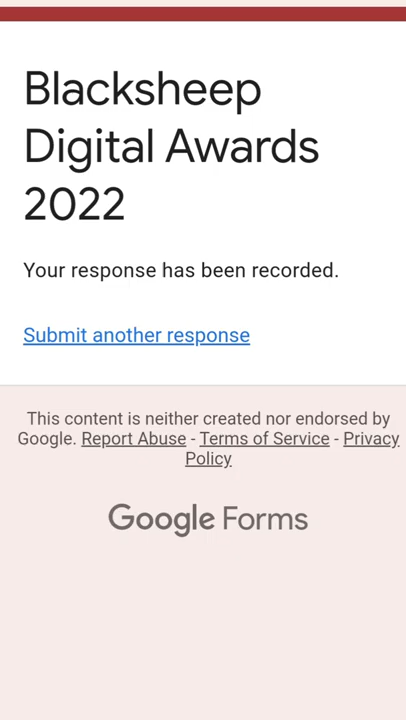 Blacksheep
Digital Awards
2022
Your response has been recorded.
Submit another response
This content is neither created nor endorsed by
Google. Report Abuse - Terms of Service - Privacy
Policy
Google Forms